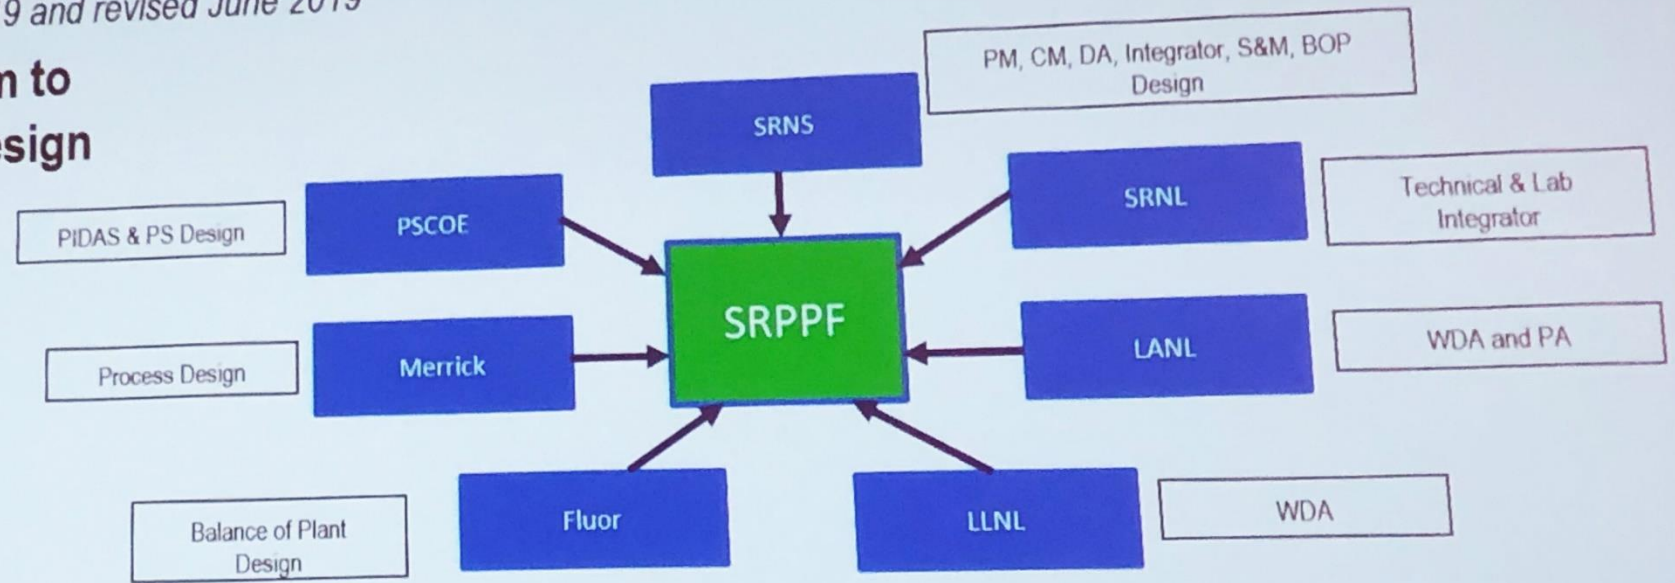 9 and revised June 2019
n to
esign
SRNS
PM, CM, DA, Integrator, S&M, BOP
Design
PIDAS & PS Design
PSCOE
SRNL
Technical & Lab
Integrator
SRPPF
Process Design
Merrick
LANL
WDA and PA
Balance of Plant
Design
Fluor
LLNL
WDA